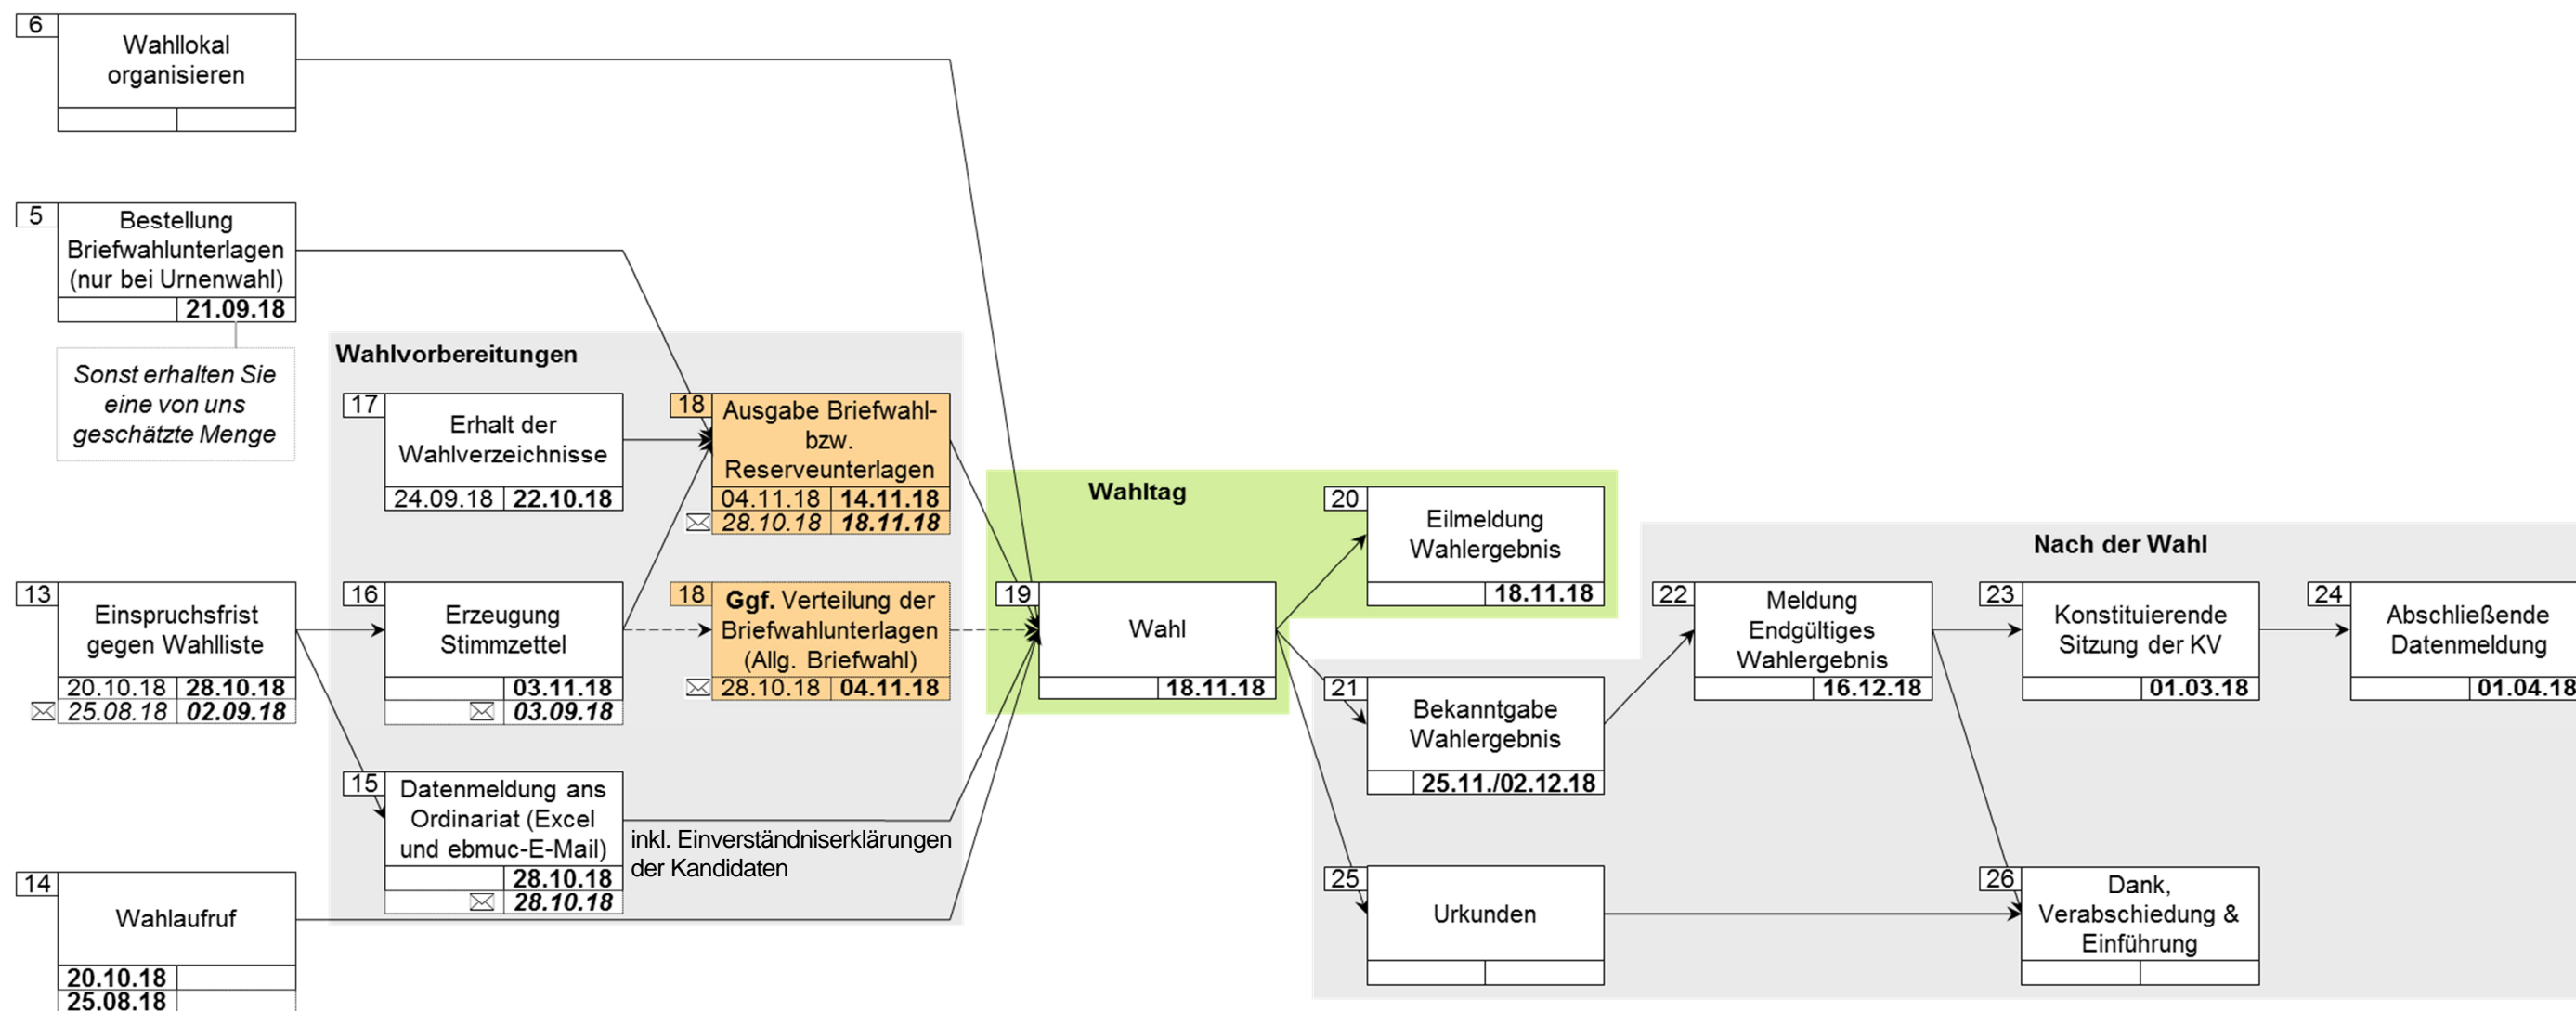 6
Wahllokal
organisieren
5
Bestellung
Briefwahlunterlagen
(nur bei Urnenwahl)
21.09.18
Sonst erhalten Sie
eine von uns
geschätzte Menge
13
Einspruchsfrist
gegen Wahlliste
20.10.18 28.10.18
25.08.18 02.09.18
14
Wahlaufruf
20.10.18
25.08.18
Wahlvorbereitungen
17
Erhalt der
Wahlverzeichnisse
24.09.18 22.10.18
18
Ausgabe Briefwahl-
bzw.
Reserveunterlagen
04.11.18 14.11.18
28.10.18 18.11.18
16
Erzeugung
Stimmzettel
03.11.18
03.09.18
18
Ggf. Verteilung der
Briefwahlunterlagen
(Allg. Briefwahl)
28.10.18 04.11.18
15
Datenmeldung ans
Ordinariat (Excel
und ebmuc-E-Mail)
28.10.18
28.10.18
inkl. Einverständniserklärungen
der Kandidaten
Wahltag
19
Wahl
18.11.18
20
Eilmeldung
Wahlergebnis
18.11.18
Nach der Wahl
21
Bekanntgabe
Wahlergebnis
25.11./02.12.18
22
Meldung
Endgültiges
Wahlergebnis
16.12.18
23
Konstituierende
Sitzung der KV
01.03.18
24
Abschließende
Datenmeldung
01.04.18
25
Urkunden
26
Dank,
Verabschiedung &
Einführung